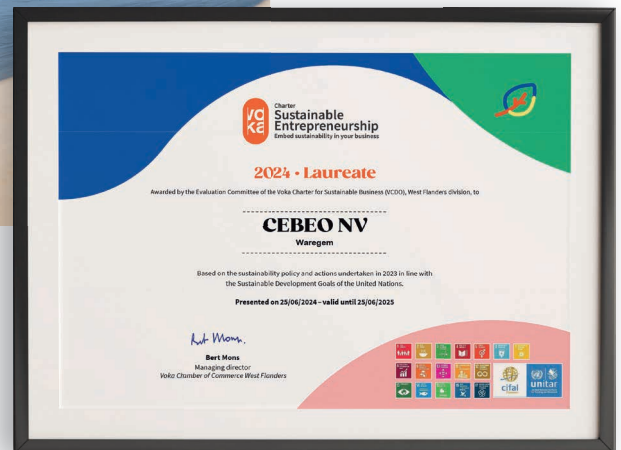 voka
Charter
Sustainable
Entrepreneurship
Embed sustainability in your business
2024 • Laureate
Awarded by the Evaluation Committee of the Voka Charter for Sustainable Business (VCDO), West Flanders division, to
CEBEO NV
Waregem
Based on the sustainability policy and actions undertaken in 2023 in line with
the Sustainable Development Goals of the United Nations.
Presented on 25/06/2024 – valid until 25/06/2025
Bert Mons
Managing director
Voka Chamber of Commerce West Flanders
cifal
unitar